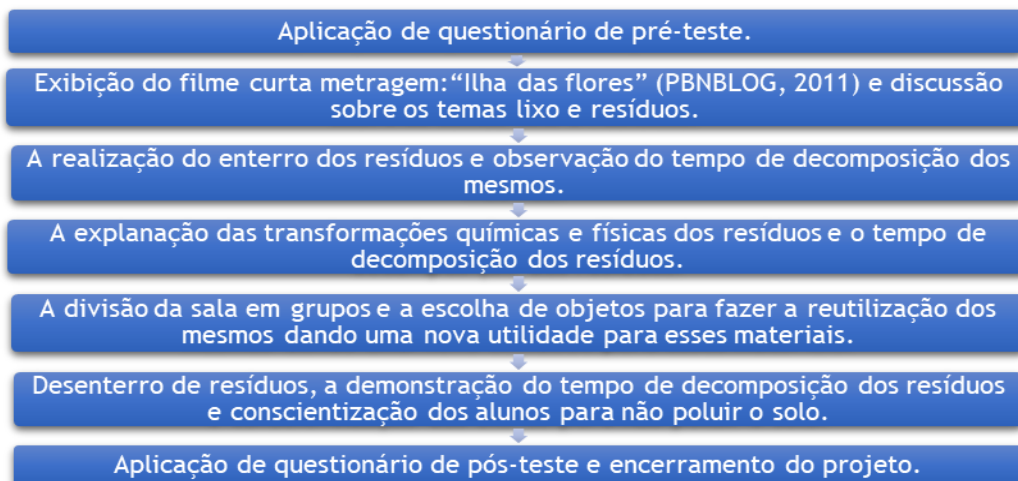 Aplicação de questionário de pré-teste.
Exibição do filme curta metragem:“Ilha das flores” (PBNBLOG, 2011) e discussão
sobre os temas lixo e resíduos.
A realização do enterro dos resíduos e observação do tempo de decomposição dos
mesmos.
A explanação das transformações químicas e físicas dos resíduos e o tempo de
decomposição dos resíduos.
A divisão da sala em grupos e a escolha de objetos para fazer a reutilização dos
mesmos dando uma nova utilidade para esses materiais.
Desenterro de resíduos, a demonstração do tempo de decomposição dos resíduos
e conscientização dos alunos para não poluir o solo.
Aplicação de questionário de pós-teste e encerramento do projeto.